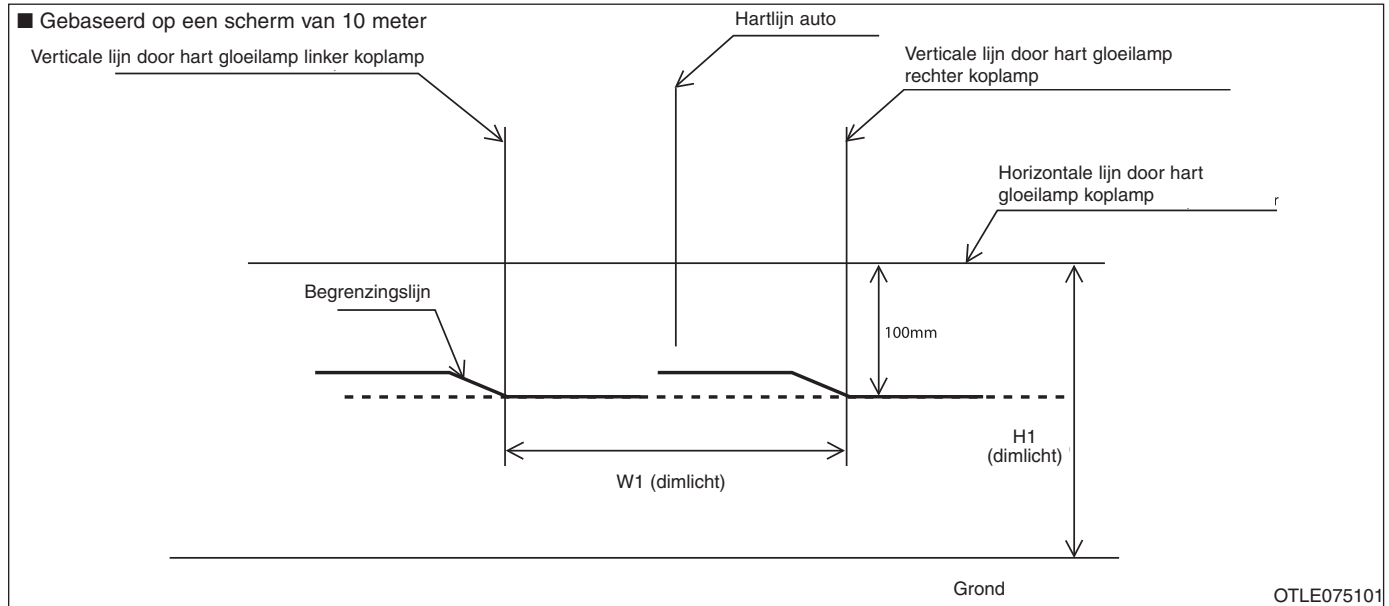 ■ Gebaseerd op een scherm van 10 meter
Hartlijn auto
Verticale lijn door hart gloeilamp linker koplamp
Verticale lijn door hart gloeilamp
rechter koplamp
Horizontale lijn door hart
gloeilamp koplamp
r
Begrenzingslijn
100mm
H1
(dimlicht)
W1 (dimlicht)
Grond
OTLE075101